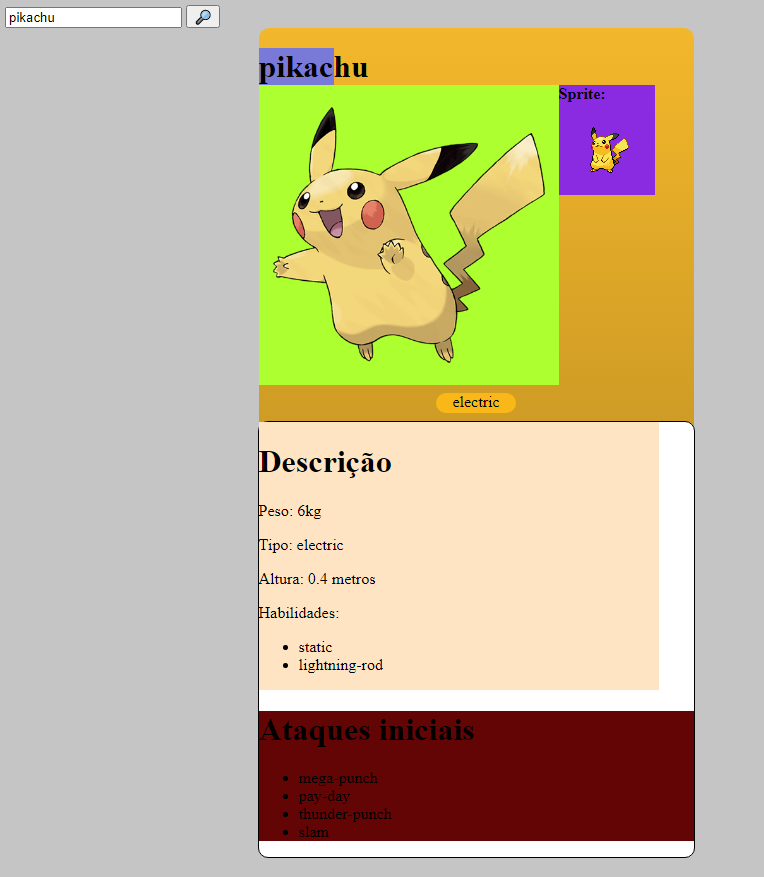 pikachu
pikachu
Sprite:
electric
Descrição
Peso: 6kg
Tipo: electric
Altura: 0.4 metros
Habilidades:
static
lightning-rod
Ataques iniciais
mega-punch
pay-day
thunder-punch
slam